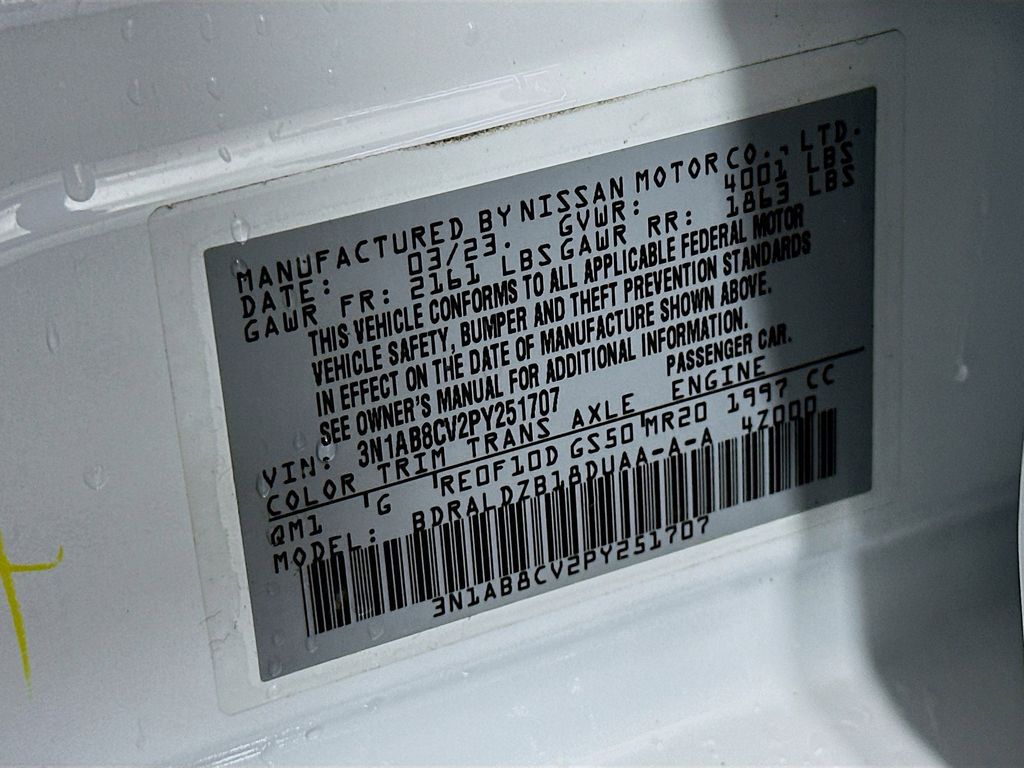 MANUFACTURED BY NISSAN MOTOR CO., LTD.
DATE: 03/23. GVWR: 4001 LBS
GAWR FR: 2161 LBS GAWR RR: 1863 LBS
THIS VEHICLE CONFORMS TO ALL APPLICABLE FEDERAL MOTOR
VEHICLE SAFETY, BUMPER AND THEFT PREVENTION STANDARDS
IN EFFECT ON THE DATE OF MANUFACTURE SHOWN ABOVE.
SEE OWNER'S MANUAL FOR ADDITIONAL INFORMATION.
VIN: 3N1AB8CV2PY251707 PASSENGER CAR.
COLOR TRIM TRANS AXLE ENGINE
QM1 G RE0F10D GS50 MR20 1997 CC
MODEL: BDRALDZB18DUAA-A-A 4Z000
3N1AB8CV2PY251707